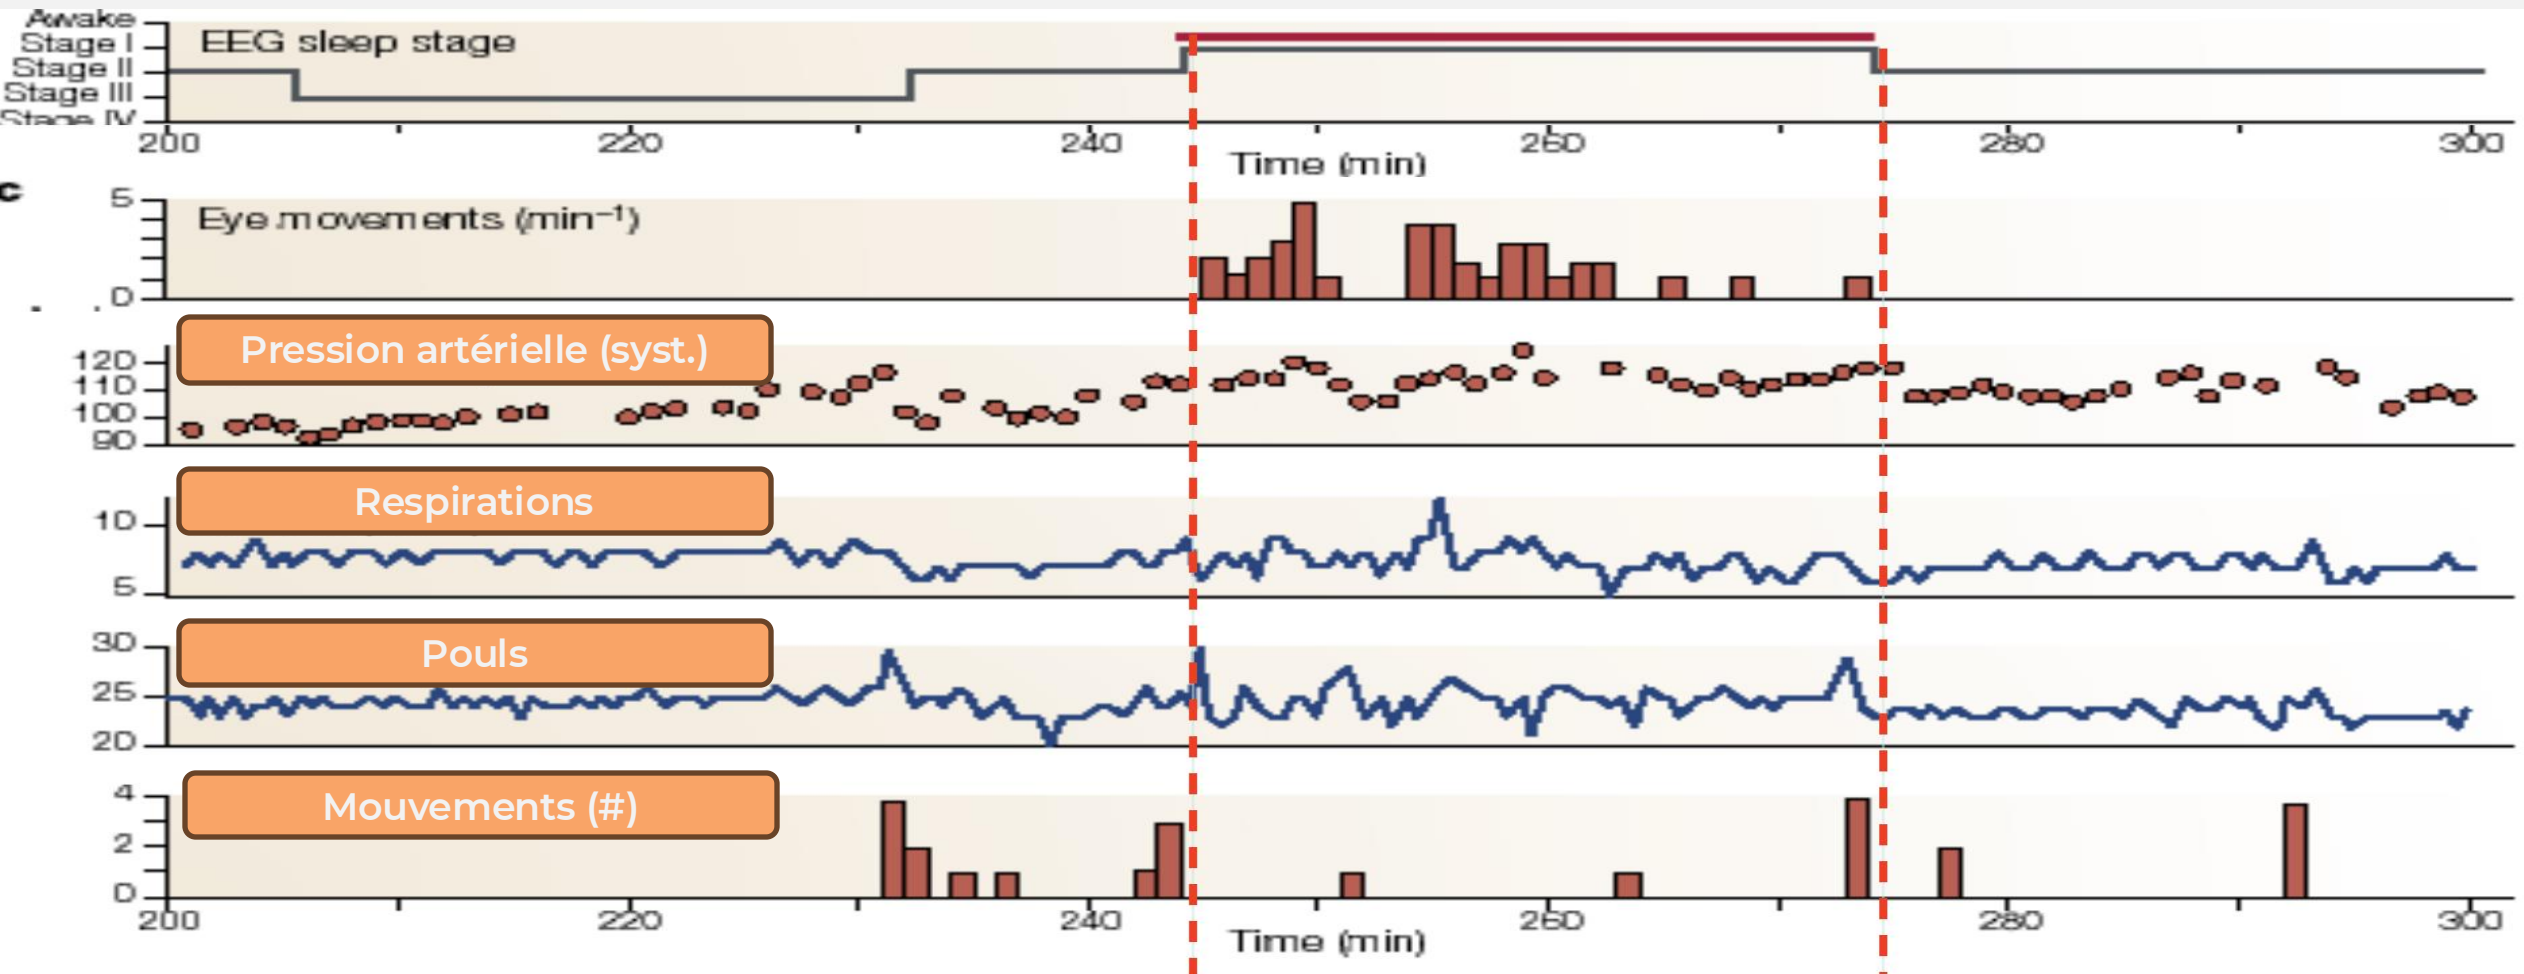 Awake
Stage I
Stage II
Stage III
Stage IV
EEG sleep stage
200 220 240 260 280 300
Time (min)
c
5
0
Eye movements (min⁻¹)
Pression artérielle (syst.)
120
110
100
90
Respirations
10
5
Pouls
30
25
20
Mouvements (#)
4
2
0
200 220 240 260 280 300
Time (min)